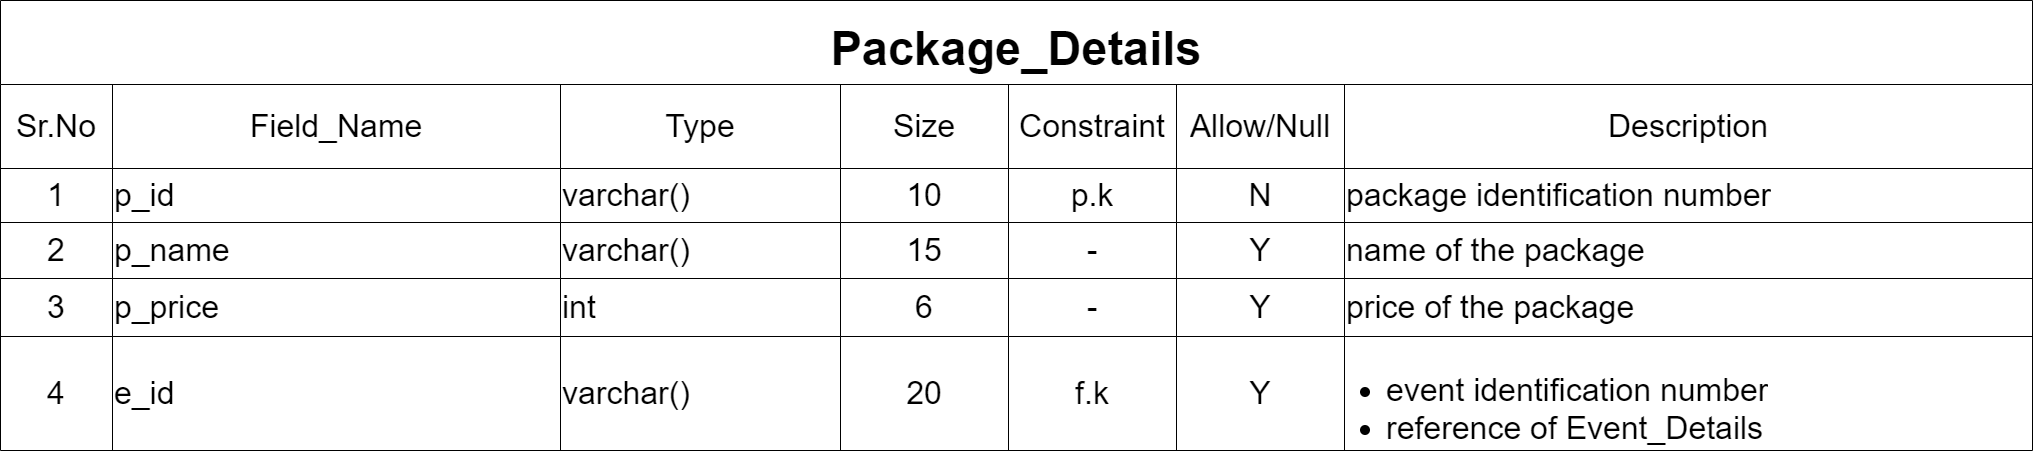 Package_Details
Sr.No Field_Name Type Size Constraint Allow/Null Description
1 p_id varchar() 10 p.k N package identification number
2 p_name varchar() 15 - Y name of the package
3 p_price int 6 - Y price of the package
4 e_id varchar() 20 f.k Y • event identification number
• reference of Event_Details